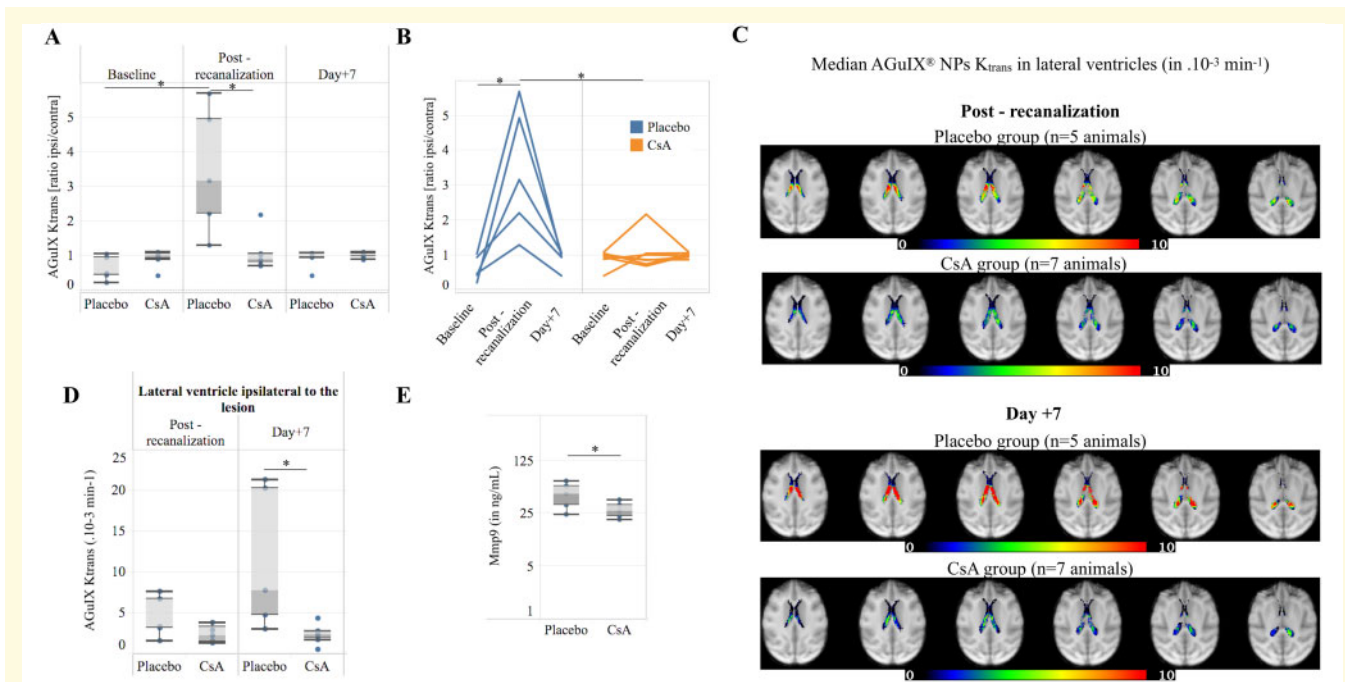 A
Baseline
Post -
recanalization
Day+7
*
*
AGuIX Ktrans [ratio ipsi/contra]
5
4
3
2
1
0
Placebo
CsA
Placebo
CsA
Placebo
CsA
B
*
*
AGuIX Ktrans [ratio ipsi/contra]
5
4
3
2
1
0
Placebo
CsA
Baseline
Post -
recanalization
Day+7
Baseline
Post -
recanalization
Day+7
C
Median AGuIX® NPs Ktrans in lateral ventricles (in .10-3 min-1)
Post - recanalization
Placebo group (n=5 animals)
0 10
CsA group (n=7 animals)
0 10
Day +7
Placebo group (n=5 animals)
0 10
CsA group (n=7 animals)
0 10
D
Lateral ventricle ipsilateral to the
lesion
Post -
recanalization
Day+7
*
AGuIX Ktrans (.10-3 min-1)
25
20
15
10
5
0
Placebo
CsA
Placebo
CsA
E
*
Mmp9 (in ng/mL)
125
25
5
1
Placebo
CsA